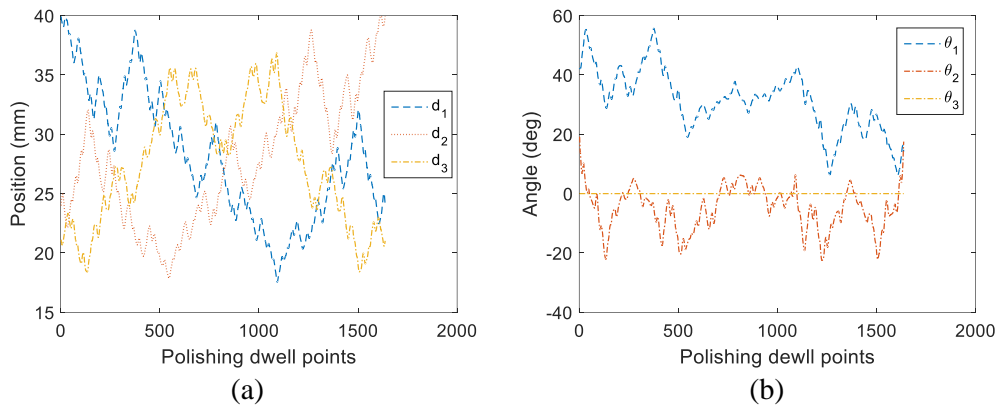 40
35
30
25
20
15
Position (mm)
d1
d2
d3
0
500
1000
1500
2000
Polishing dwell points
(a)
60
40
20
0
-20
-40
Angle (deg)
θ1
θ2
θ3
0
500
1000
1500
2000
Polishing dewll points
(b)